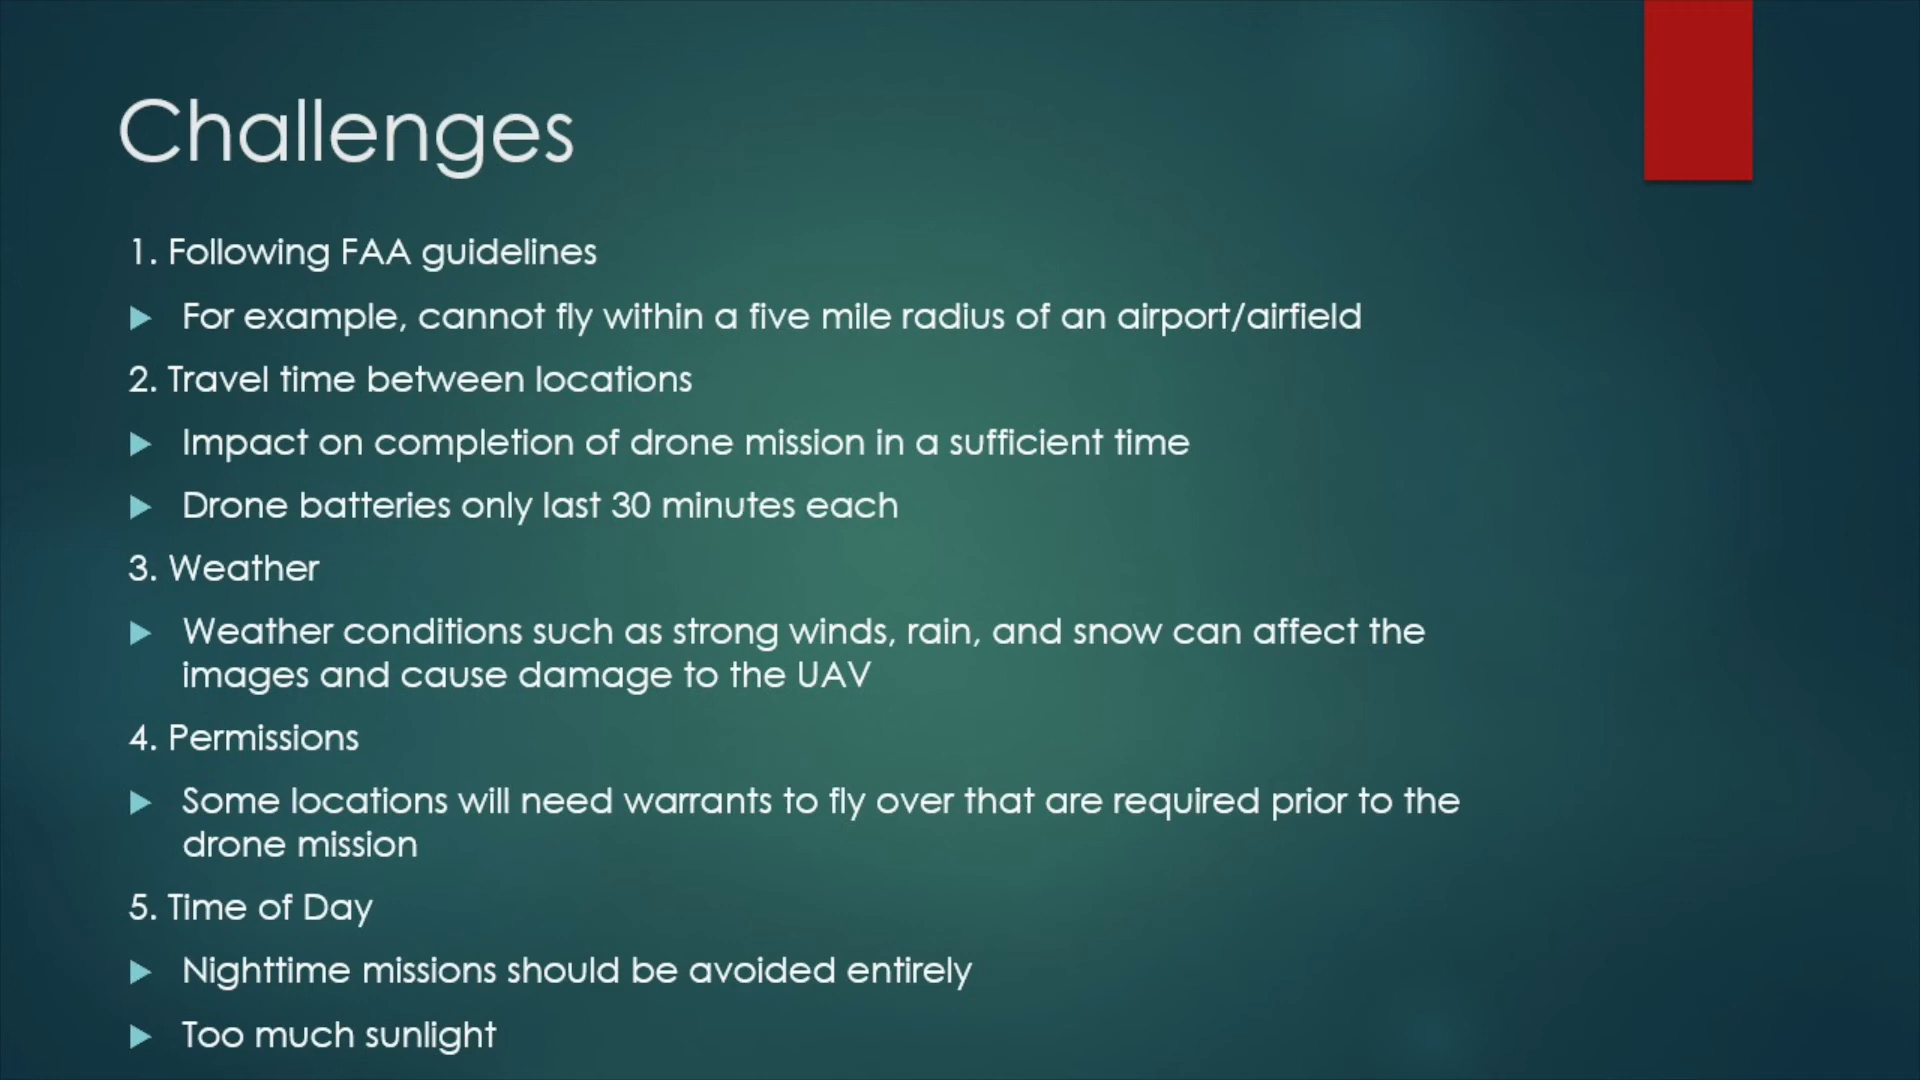 Challenges
1. Following FAA guidelines
For example, cannot fly within a five mile radius of an airport/airfield
2. Travel time between locations
Impact on completion of drone mission in a sufficient time
Drone batteries only last 30 minutes each
3. Weather
Weather conditions such as strong winds, rain, and snow can affect the
images and cause damage to the UAV
4. Permissions
Some locations will need warrants to fly over that are required prior to the
drone mission
5. Time of Day
Nighttime missions should be avoided entirely
Too much sunlight